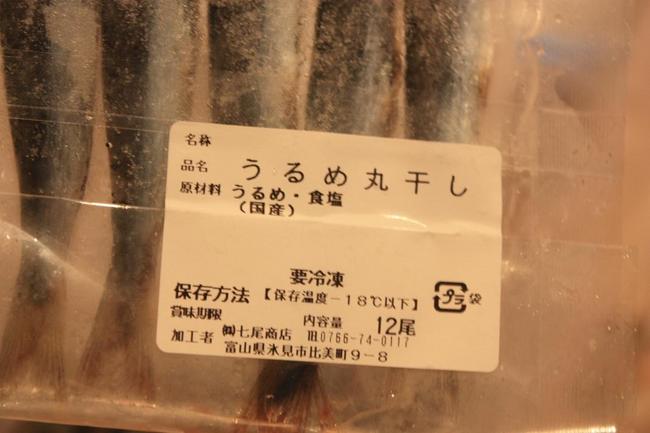 名称
品名 うるめ丸干し
原材料 うるめ・食塩
(国産)
要冷凍
保存方法 【保存温度－18℃以下】
プラ 袋
賞味期限 内容量 12尾
加工者 ㈱七尾商店 ℡0766-74-0117
富山県氷見市比美町9－8